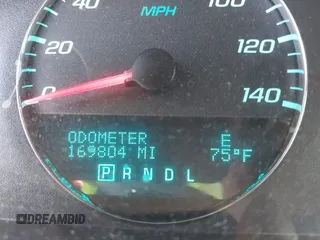 40
100
MPH
20
120
0
140
ODOMETER E
169804 MI 75°F
P R N D L
DREAMBID